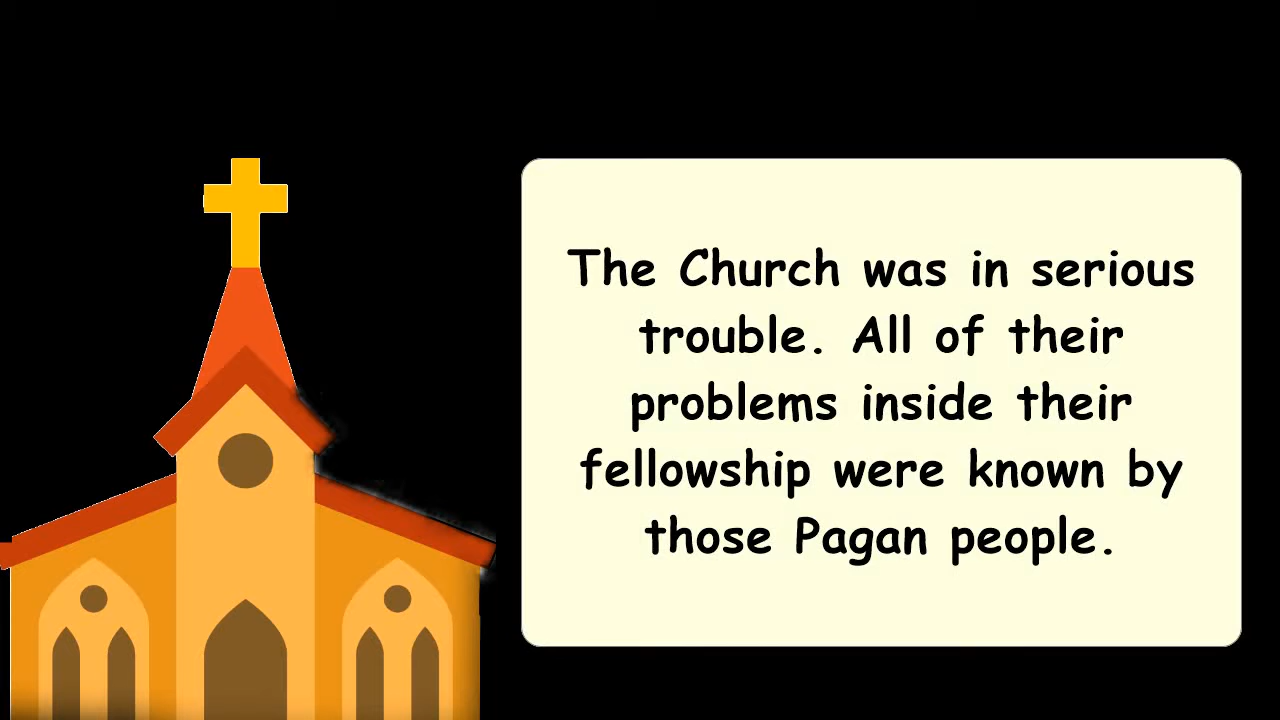 The Church was in serious
trouble. All of their
problems inside their
fellowship were known by
those Pagan people.